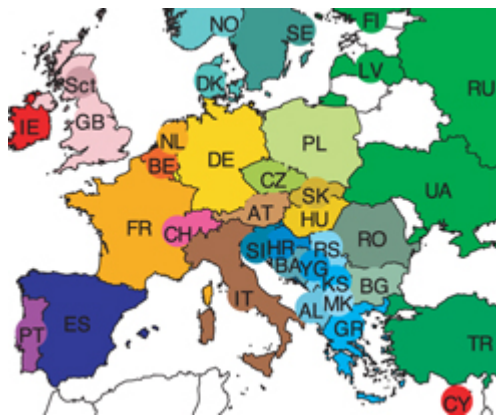 NO
FI
SE
LV
DK
Sct
RU
IE
GB
NL
DE
PL
BE
CZ
UA
SK
AT
HU
FR
CH
RO
SI
HR
RS
BA
YG
KS
BG
IT
MK
AL
PT
ES
GR
TR
CY